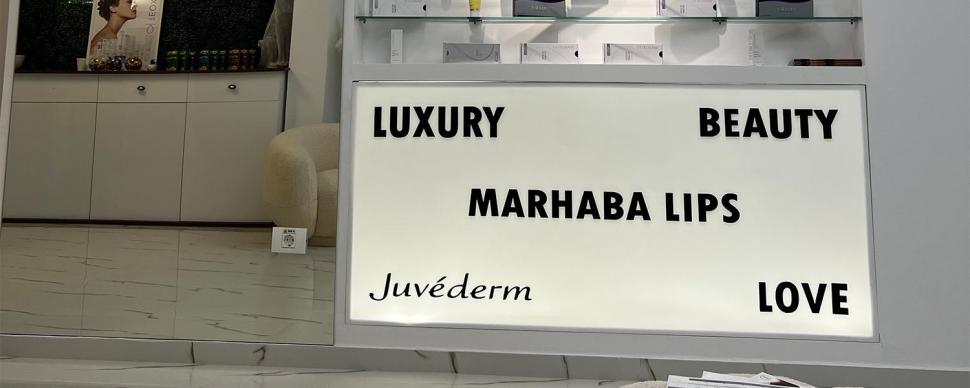 LUXURY BEAUTY
MARHABA LIPS
Juvéderm LOVE